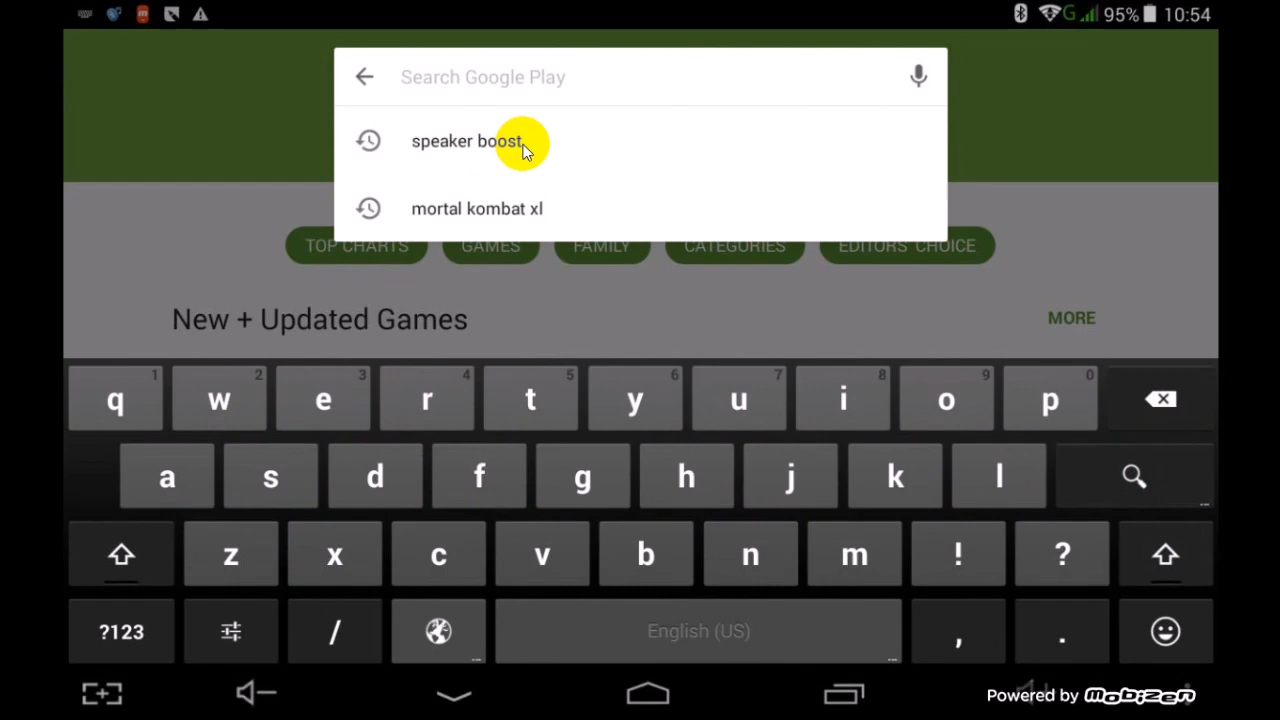 95% 10:54
Search Google Play
speaker boost
mortal kombat xl
TOP CHARTS GAMES FAMILY CATEGORIES EDITORS' CHOICE
New + Updated Games MORE
1 2 3 4 5 6 7 8 9 0
q w e r t y u i o p
a s d f g h j k l
z x c v b n m ! ?
?123 / English (US) , .
Powered by mobizen